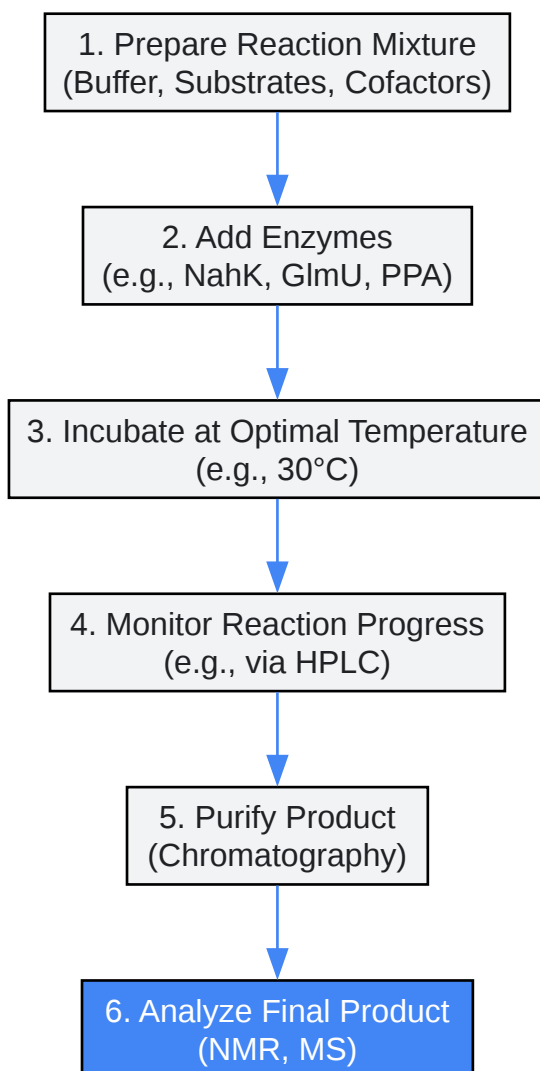 1. Prepare Reaction Mixture
(Buffer, Substrates, Cofactors)
2. Add Enzymes
(e.g., NahK, GlmU, PPA)
3. Incubate at Optimal Temperature
(e.g., 30°C)
4. Monitor Reaction Progress
(e.g., via HPLC)
5. Purify Product
(Chromatography)
6. Analyze Final Product
(NMR, MS)